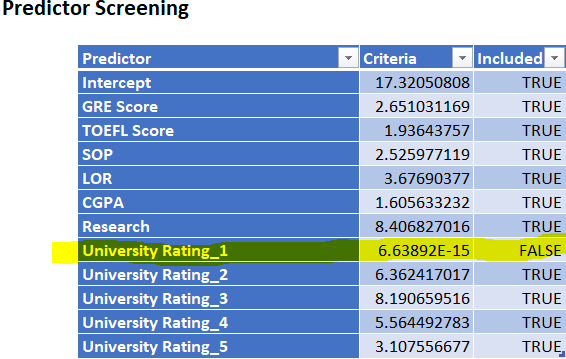 Predictor Screening
Predictor Criteria Included
Intercept 17.32050808 TRUE
GRE Score 2.651031169 TRUE
TOEFL Score 1.93643757 TRUE
SOP 2.525977119 TRUE
LOR 3.67690377 TRUE
CGPA 1.605633232 TRUE
Research 8.406827016 TRUE
University Rating_1 6.63892E-15 FALSE
University Rating_2 6.362417017 TRUE
University Rating_3 8.190659516 TRUE
University Rating_4 5.564492783 TRUE
University Rating_5 3.107556677 TRUE